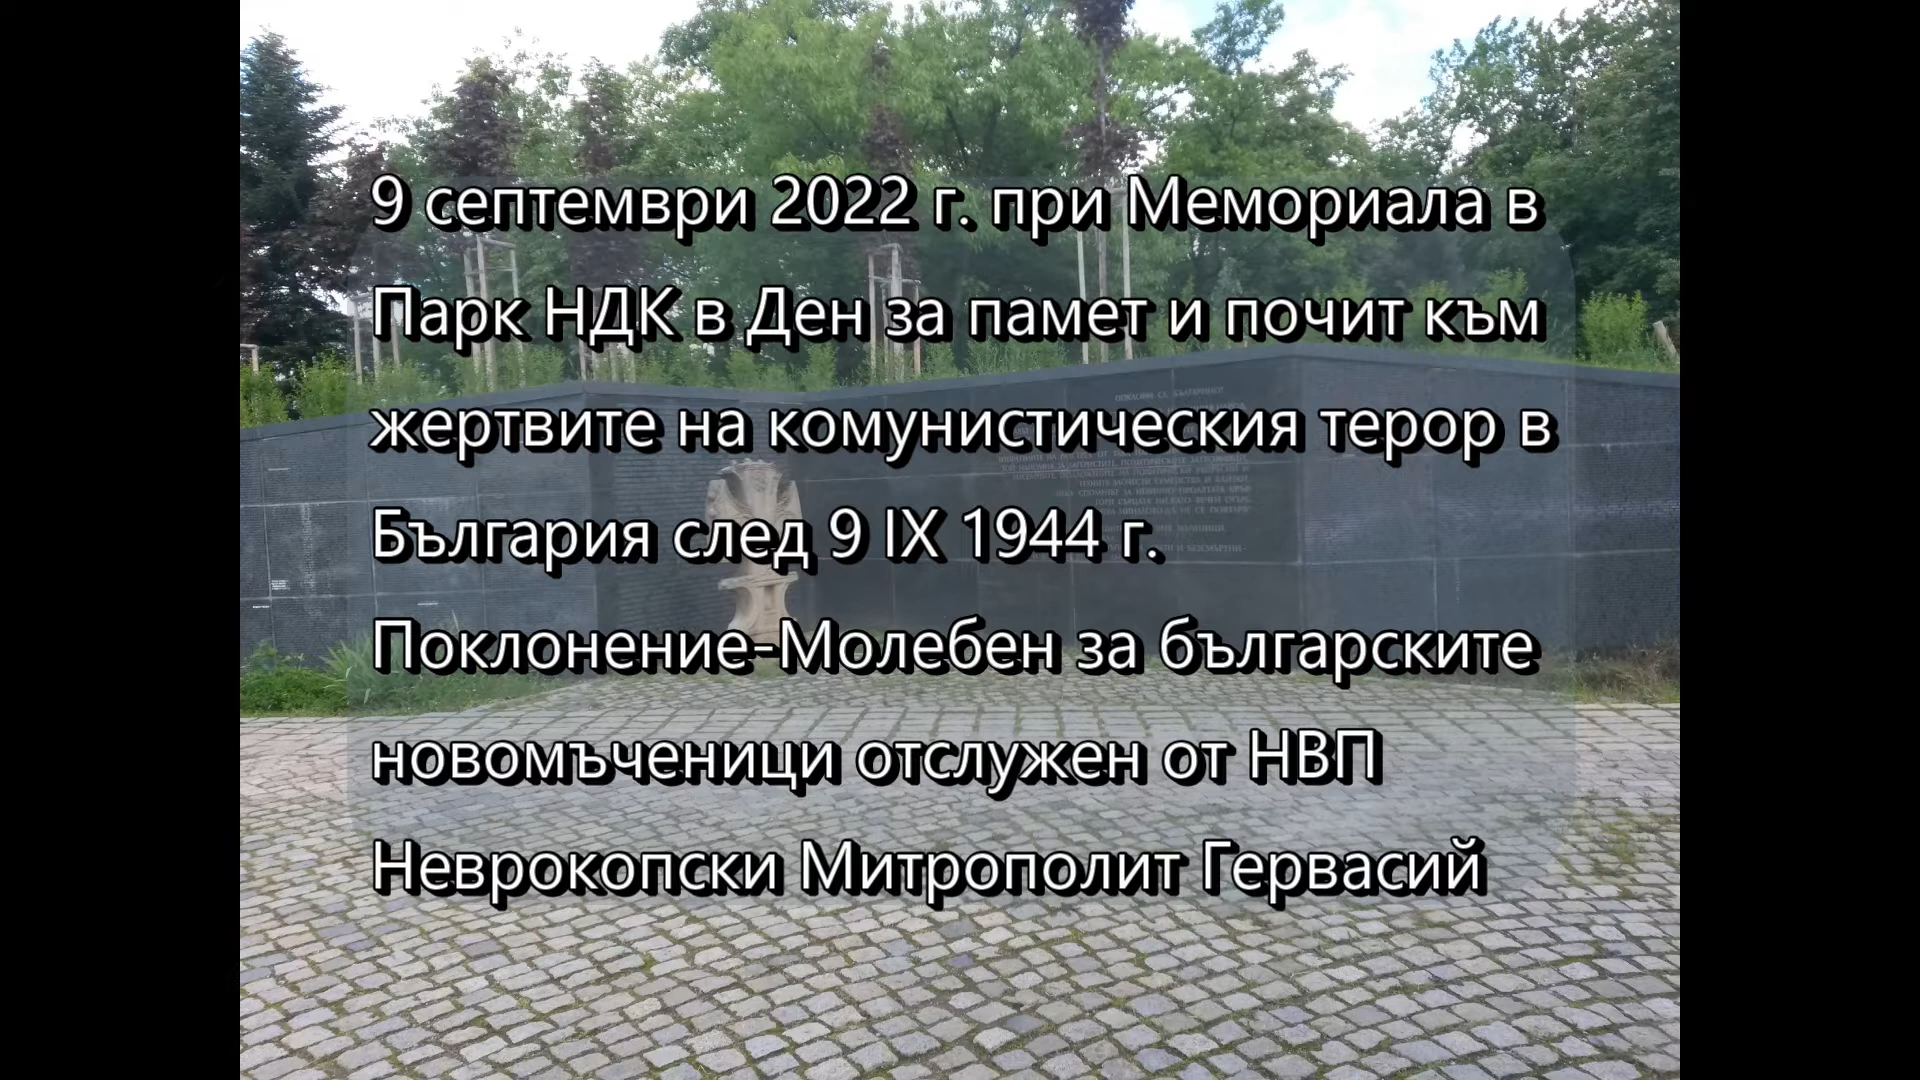 9 септември 2022 г. при Мемориала в
Парк НДК в Ден за памет и почит към
жертвите на комунистическия терор в
България след 9 IX 1944 г.
Поклонение-Молебен за българските
новомъченици отслужен от НВП
Неврокопски Митрополит Гервасий